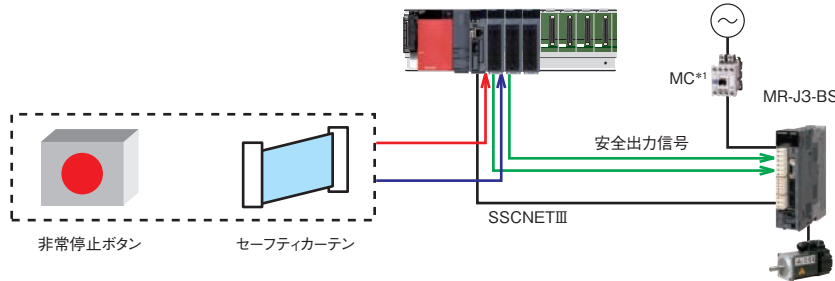 MC*1
MR-J3-BS
安全出力信号
SSCNETⅢ
非常停止ボタン
セーフティカーテン